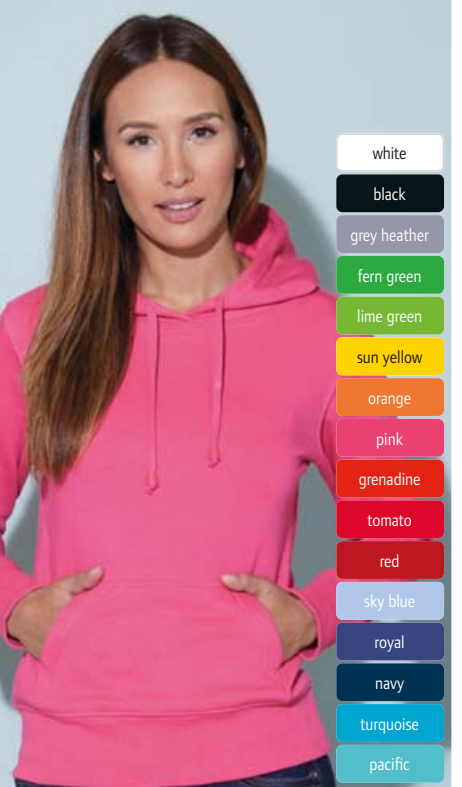 white
black
grey heather
fern green
lime green
sun yellow
orange
pink
grenadine
tomato
red
sky blue
royal
navy
turquoise
pacific